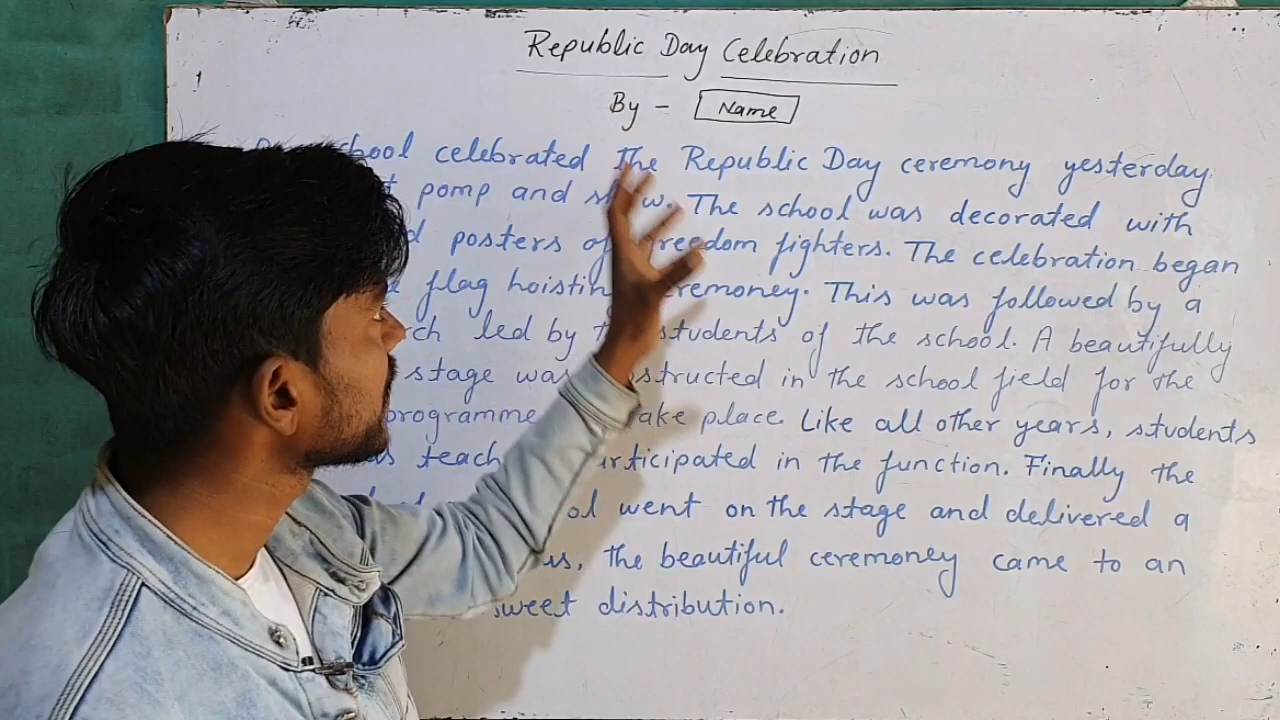 Republic Day Celebration
By - Name
school celebrated the Republic Day ceremony yesterday.
pomp and show. The school was decorated with
posters of freedom fighters. The celebration began
flag hoisting ceremoney. This was followed by a
led by the students of the school. A beautifully
stage was constructed in the school field for the
programme take place. Like all other years, students
participated in the function. Finally the
went on the stage and delivered a
the beautiful ceremoney came to an
sweet distribution.